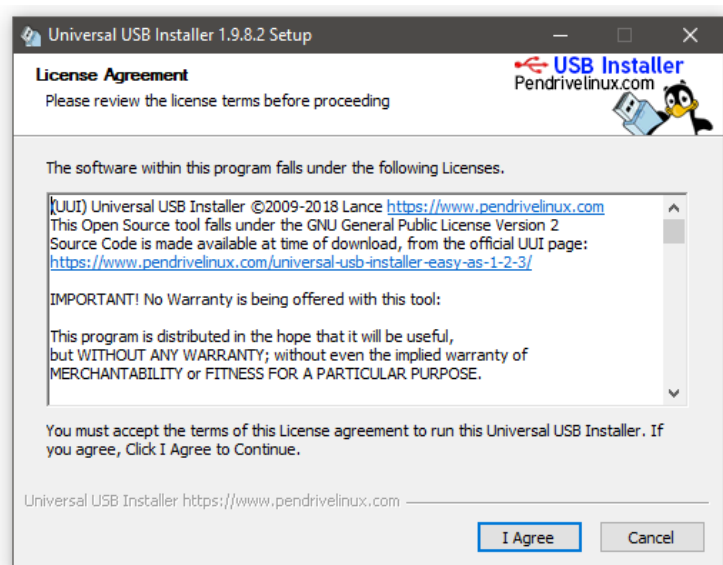 Universal USB Installer 1.9.8.2 Setup
License Agreement
Please review the license terms before proceeding
USB Installer
Pendrivelinux.com
The software within this program falls under the following Licenses.
(UUI) Universal USB Installer ©2009-2018 Lance https://www.pendrivelinux.com
This Open Source tool falls under the GNU General Public License Version 2
Source Code is made available at time of download, from the official UUI page:
https://www.pendrivelinux.com/universal-usb-installer-easy-as-1-2-3/
IMPORTANT! No Warranty is being offered with this tool:
This program is distributed in the hope that it will be useful,
but WITHOUT ANY WARRANTY; without even the implied warranty of
MERCHANTABILITY or FITNESS FOR A PARTICULAR PURPOSE.
You must accept the terms of this License agreement to run this Universal USB Installer. If
you agree, Click I Agree to Continue.
Universal USB Installer https://www.pendrivelinux.com
I Agree
Cancel